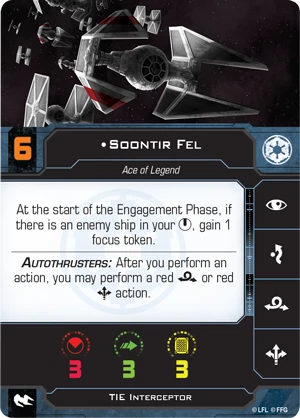 6
•Soontir Fel
Ace of Legend
At the start of the Engagement Phase, if
there is an enemy ship in your , gain 1
focus token.
Autothrusters: After you perform an
action, you may perform a red or red
action.
3 3 3
TIE Interceptor
©LFL ©FFG